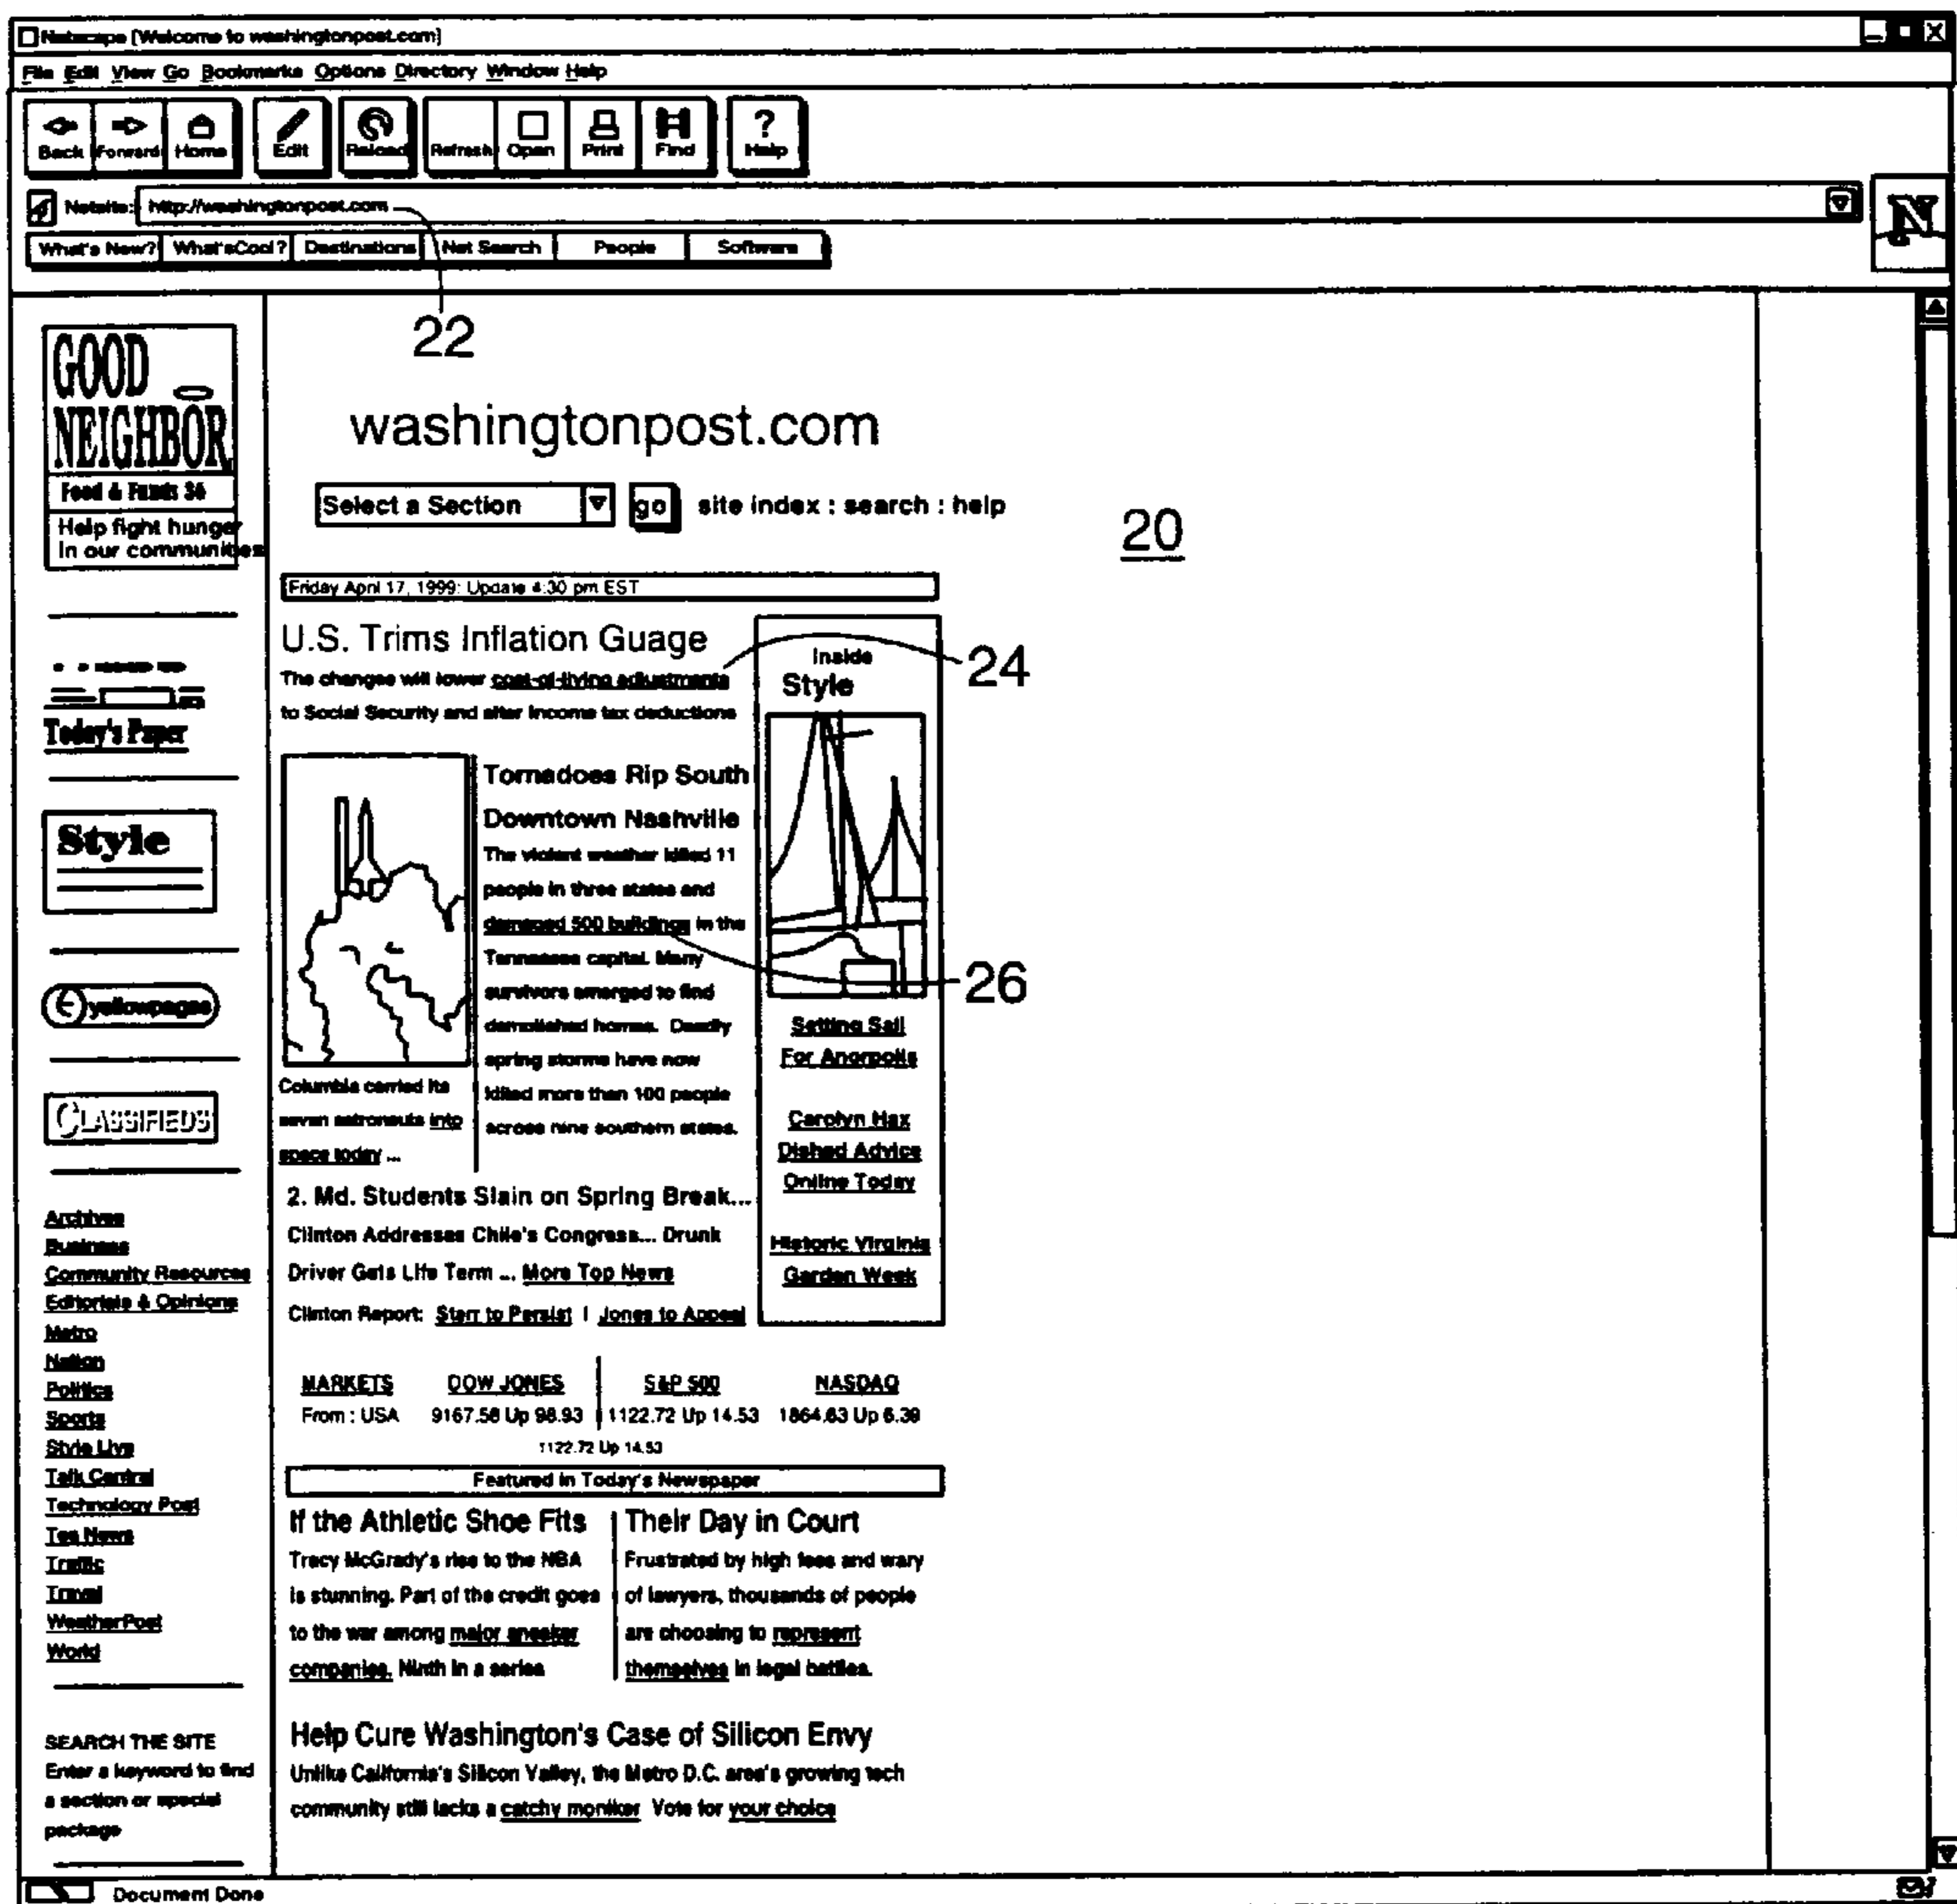 Netscape [Welcome to washingtonpost.com]
File Edit View Go Bookmarks Options Directory Window Help
Back Forward Home Edit Reload Refresh Open Print Find ? Help
Netsite: http://washingtonpost.com
N
What's New? What'sCool? Destinations Net Search People Software
22
GOOD
NEIGHBOR
Food & Funds 36
Help fight hunger
In our communities
Today's Paper
Style
yellowpages
CLASSIFIEDS
Archives
Business
Community Resources
Editorials & Opinions
Metro
Nation
Politics
Sports
Style Live
Talk Central
Technology Post
Tea News
Traffic
Travel
WeatherPost
World
SEARCH THE SITE
Enter a keyword to find
a section or special
package
washingtonpost.com
Select a Section go site index : search : help
20
Friday April 17, 1999: Update 4:30 pm EST
U.S. Trims Inflation Guage
The changes will lower cost-of-living adjustments
to Social Security and alter income tax deductions
24
Columbia carried its
seven astronauts into
space today ...
Tornadoes Rip South
Downtown Nashville
The violent weather killed 11
people in three states and
damaged 500 buildings in the
Tennessee capital. Many
survivors emerged to find
demolished homes. Deadly
spring storms have now
killed more than 100 people
across nine southern states.
26
Inside
Style
Setting Sail
For Anorpolis
Carolyn Hax
Dished Advice
Online Today
Historic Virginia
Garden Week
2. Md. Students Slain on Spring Break...
Clinton Addresses Chile's Congress... Drunk
Driver Gets Life Term ... More Top News
Clinton Report: Starr to Persist | Jones to Appeal
MARKETS DOW JONES S&P 500 NASDAQ
From : USA 9167.58 Up 98.93 1122.72 Up 14.53 1864.63 Up 6.39
1122.72 Up 14.53
Featured in Today's Newspaper
If the Athletic Shoe Fits
Tracy McGrady's rise to the NBA
is stunning. Part of the credit goes
to the war among major sneaker
companies. Ninth in a series
Their Day in Court
Frustrated by high fees and wary
of lawyers, thousands of people
are choosing to represent
themselves in legal battles.
Help Cure Washington's Case of Silicon Envy
Unlike California's Silicon Valley, the Metro D.C. area's growing tech
community still lacks a catchy moniker Vote for your choice
Document Done